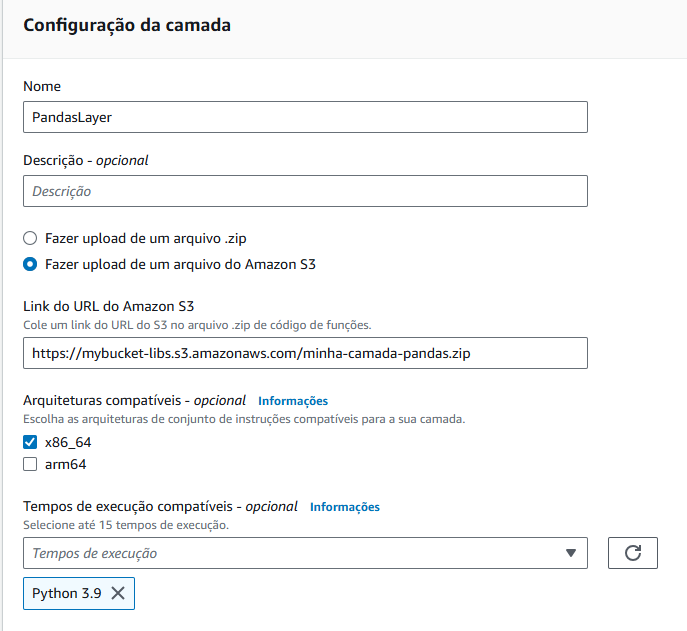 Configuração da camada
Nome
PandasLayer
Descrição - opcional
Descrição
Fazer upload de um arquivo .zip
Fazer upload de um arquivo do Amazon S3
Link do URL do Amazon S3
Cole um link do URL do S3 no arquivo .zip de código de funções.
https://mybucket-libs.s3.amazonaws.com/minha-camada-pandas.zip
Arquiteturas compatíveis - opcional Informações
Escolha as arquiteturas de conjunto de instruções compatíveis para a sua camada.
x86_64
arm64
Tempos de execução compatíveis - opcional Informações
Selecione até 15 tempos de execução.
Tempos de execução
Python 3.9